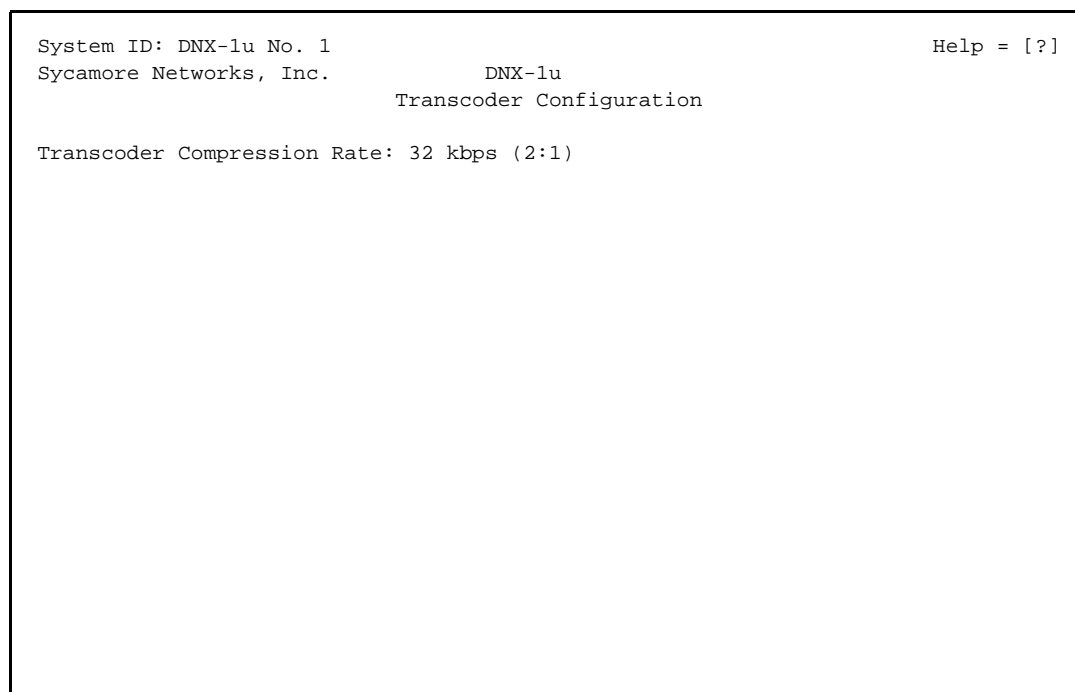 System ID: DNX-1u No. 1 Help = [?]
Sycamore Networks, Inc. DNX-1u
Transcoder Configuration
Transcoder Compression Rate: 32 kbps (2:1)